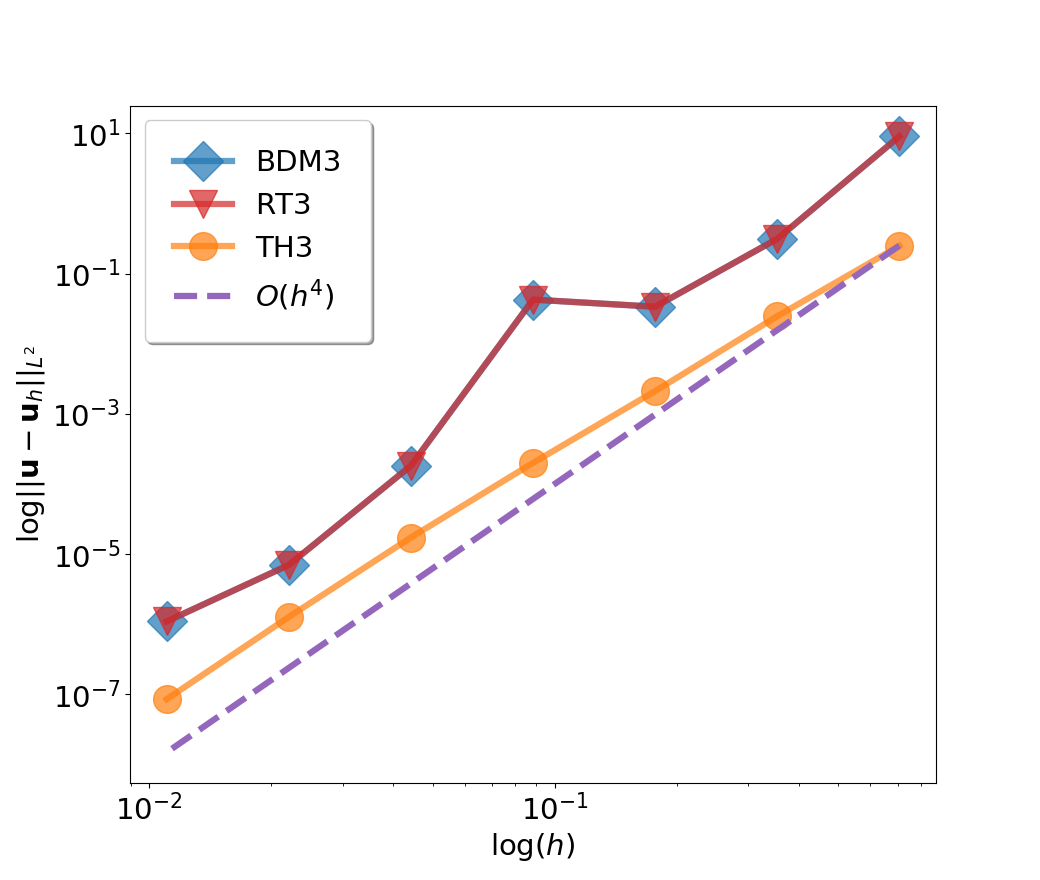 10¹
10⁻¹
10⁻³
10⁻⁵
10⁻⁷
log||𝐮 − 𝐮ₕ||_{L²}
BDM3
RT3
TH3
O(h⁴)
10⁻² 10⁻¹
log(h)